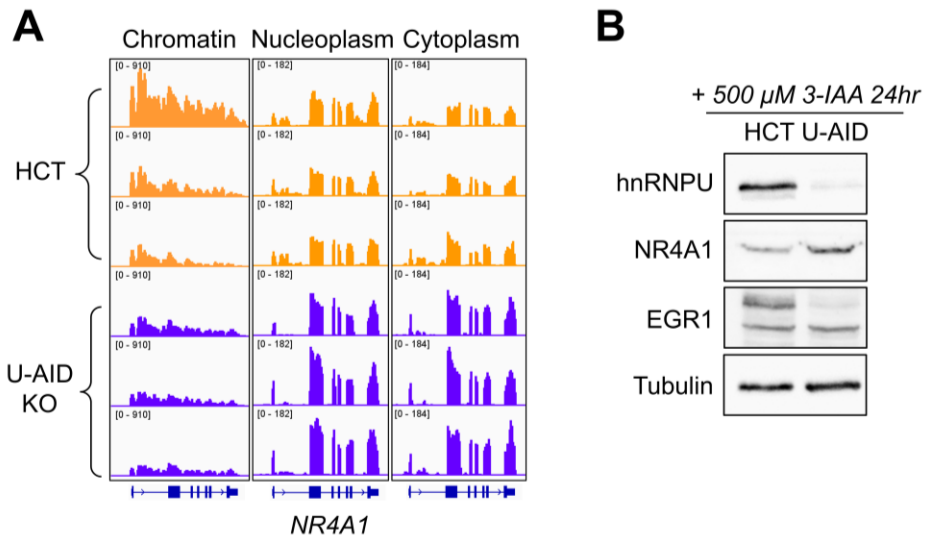 A
Chromatin Nucleoplasm Cytoplasm
[0 - 910] [0 - 182] [0 - 184]
[0 - 910] [0 - 182] [0 - 184]
HCT
[0 - 910] [0 - 182] [0 - 184]
[0 - 910] [0 - 182] [0 - 184]
[0 - 910] [0 - 182] [0 - 184]
U-AID
KO
[0 - 910] [0 - 182] [0 - 184]
NR4A1
B
+ 500 µM 3-IAA 24hr
HCT U-AID
hnRNPU
NR4A1
EGR1
Tubulin